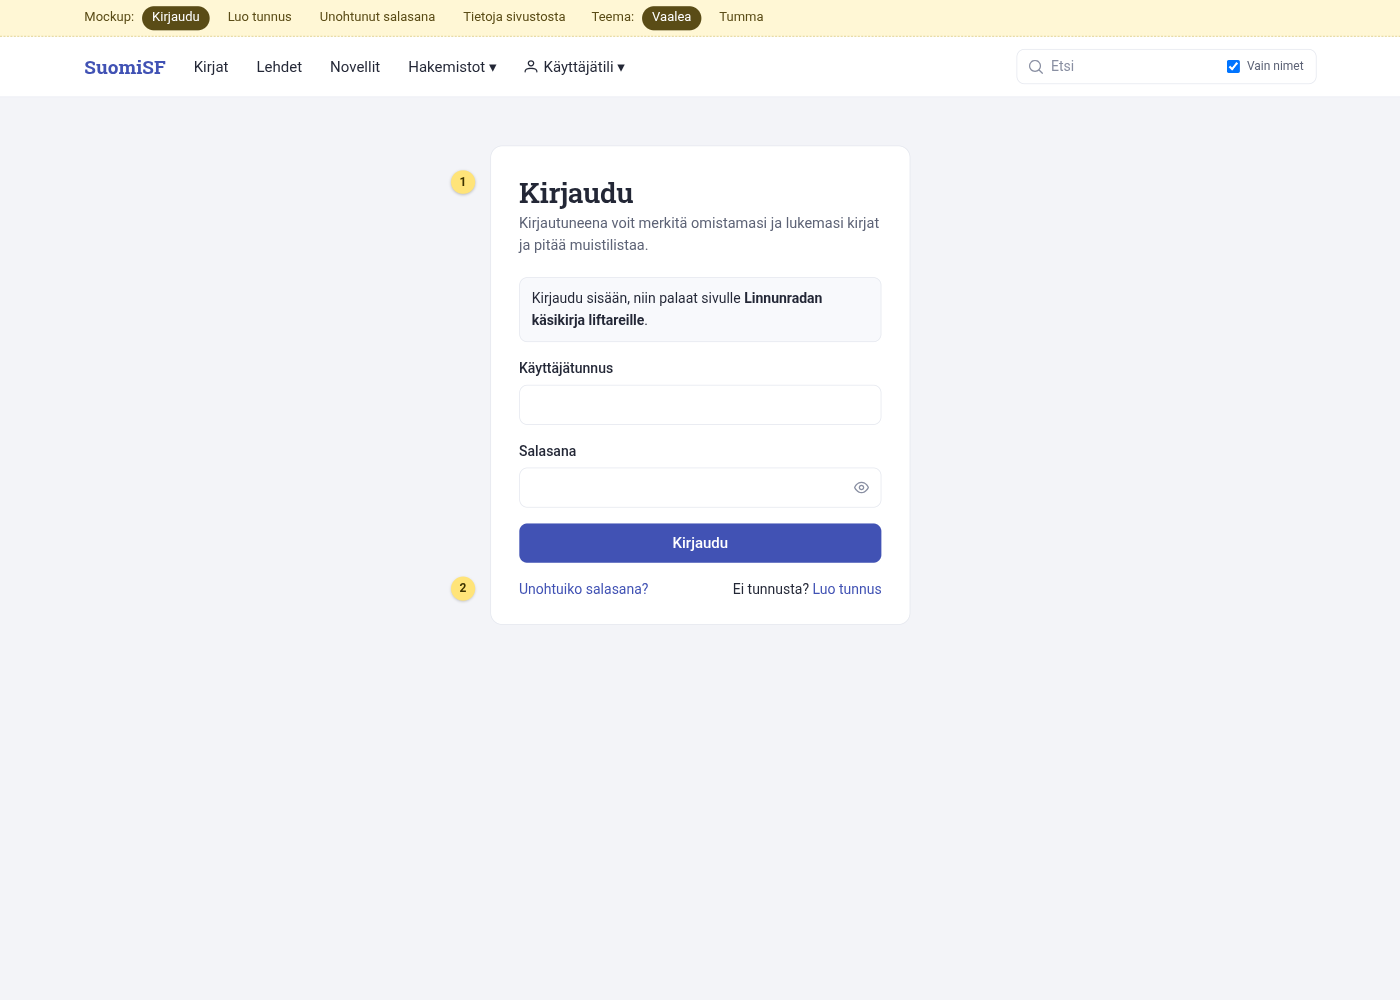 Mockup: Kirjaudu Luo tunnus Unohtunut salasana Tietoja sivustosta Teema: Vaalea Tumma
SuomiSF Kirjat Lehdet Novellit Hakemistot ▾ Käyttäjätili ▾ Etsi Vain nimet
1
Kirjaudu
Kirjautuneena voit merkitä omistamasi ja lukemasi kirjat
ja pitää muistilistaa.
Kirjaudu sisään, niin palaat sivulle Linnunradan
käsikirja liftareille.
Käyttäjätunnus
Salasana
Kirjaudu
2
Unohtuiko salasana? Ei tunnusta? Luo tunnus